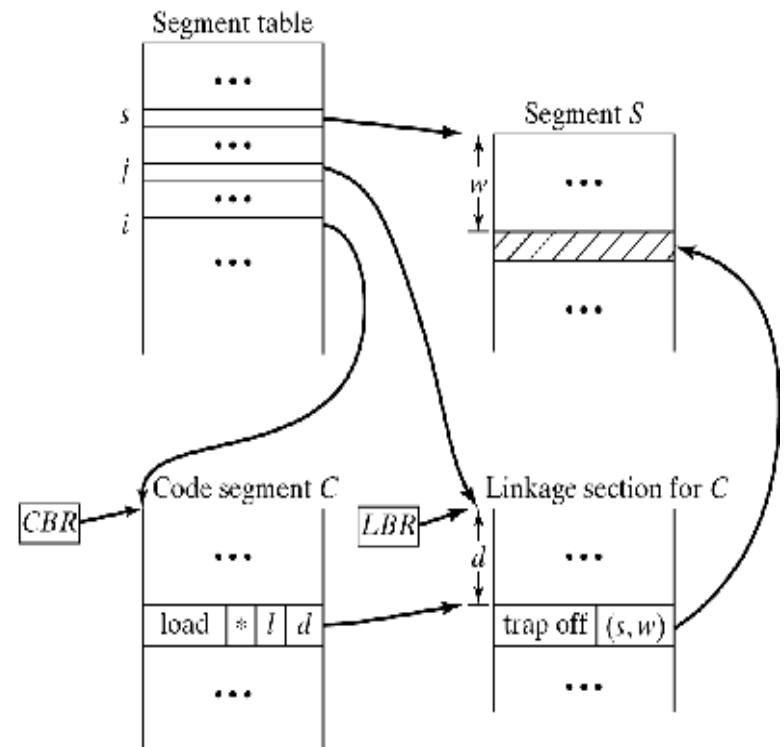 Segment table
• • •
s
Segment S
• • •
j
w
• • •
• • •
i
• • •
• • •
Code segment C
Linkage section for C
CBR
LBR
• • •
d
• • •
load * l d
trap off (s, w)
• • •
• • •